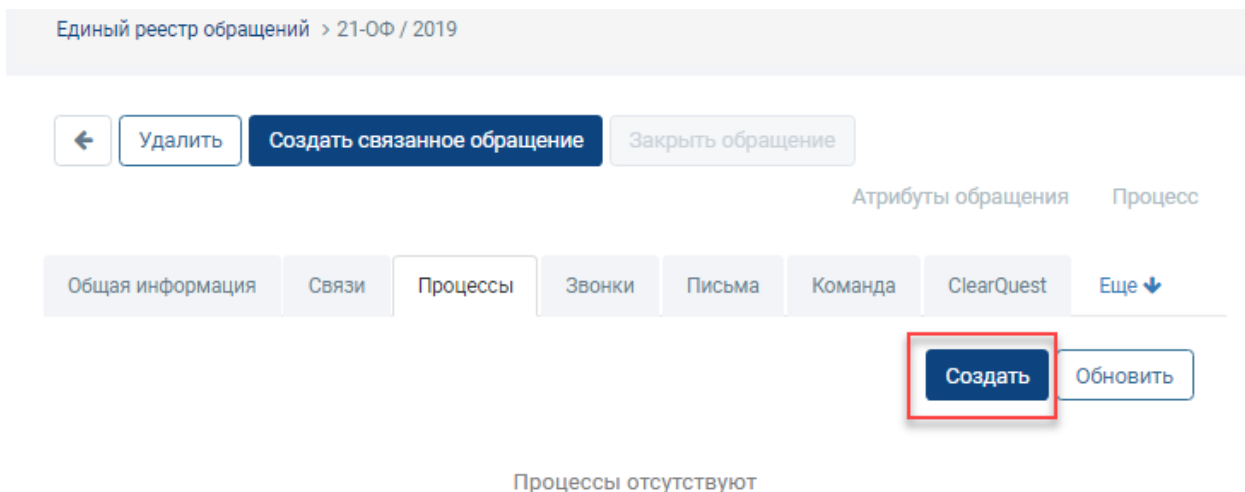 Единый реестр обращений > 21-ОФ / 2019
Удалить Создать связанное обращение Закрыть обращение
Атрибуты обращения Процесс
Общая информация Связи Процессы Звонки Письма Команда ClearQuest Еще
Создать Обновить
Процессы отсутствуют